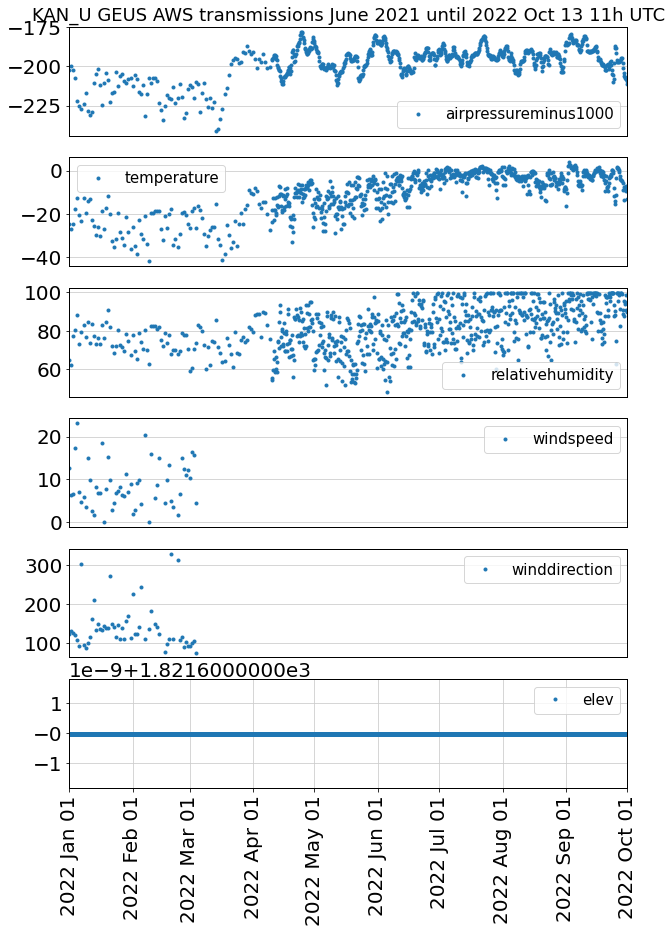 KAN_U GEUS AWS transmissions June 2021 until 2022 Oct 13 11h UTC
−175
−200
−225
airpressureminus1000
0
−20
−40
temperature
100
80
60
relativehumidity
20
10
0
windspeed
300
200
100
winddirection
1e−9+1.8216000000e3
1
−0
−1
elev
2022 Jan 01
2022 Feb 01
2022 Mar 01
2022 Apr 01
2022 May 01
2022 Jun 01
2022 Jul 01
2022 Aug 01
2022 Sep 01
2022 Oct 01